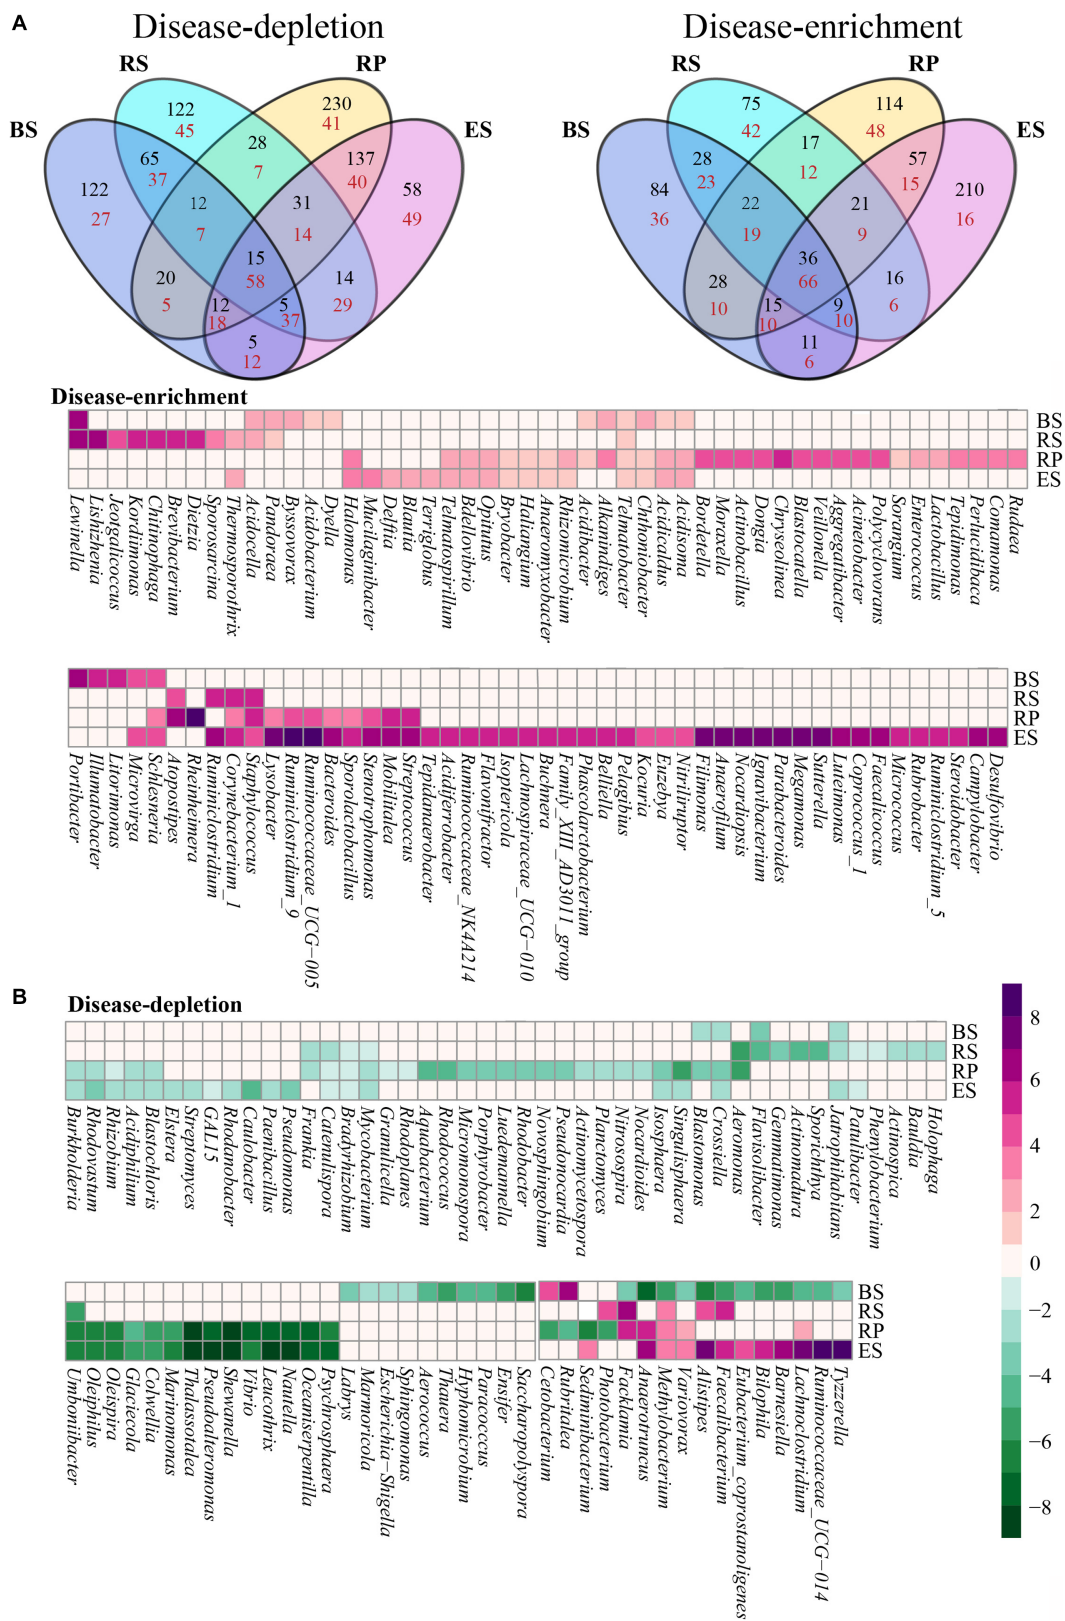 A
Disease-depletion
Disease-enrichment
RS
RP
RS
RP
BS
ES
BS
ES
122
45
230
41
28
7
65
37
137
40
122
27
12
7
31
14
58
49
15
58
20
5
12
18
5
37
14
29
5
12
75
42
114
48
17
12
28
23
57
15
84
36
22
19
21
9
210
16
36
66
28
10
15
10
9
10
16
6
11
6
Disease-enrichment
BS
RS
RP
ES
Lewinella
Lishizhenia
Jeotgalicoccus
Kordiimonas
Chitinophaga
Brevibacterium
Dietzia
Sporosarcina
Thermosporothrix
Acidocella
Pandoraea
Byssovorax
Acidobacterium
Dyella
Halomonas
Mucilaginibacter
Delftia
Blautia
Terriglobus
Telmatospirillum
Bdellovibrio
Opitutus
Bryobacter
Haliangium
Anaeromyxobacter
Rhizomicrobium
Acidibacter
Alkanindiges
Telmatobacter
Chthoniobacter
Acidicaldus
Acidisoma
Bordetella
Moraxella
Actinobacillus
Dongia
Chryseolinea
Blastocatella
Veillonella
Aggregatibacter
Acinetobacter
Polycyclovorans
Sorangium
Enterococcus
Lactobacillus
Tepidimonas
Perlucidibaca
Comamonas
Rudaea
BS
RS
RP
ES
Poribacter
Illumatobacter
Litorimonas
Microvirga
Schlesneria
Atopostipes
Rheinheimera
Ruminiclostridium
Corynebacterium_1
Staphylococcus
Lysobacter
Ruminiclostridium_9
Ruminococcaceae_UCG−005
Bacteroides
Sporolactobacillus
Stenotrophomonas
Mobilitalea
Streptococcus
Tepidanaerobacter
Acidiferrobacter
Ruminococcaceae_NK4A214
Flavonifractor
Isoptericola
Lachnospiraceae_UCG−010
Buchnera
Family_XIII_AD3011_group
Phascolarctobacterium
Belliella
Pelagibius
Kocuria
Euzebya
Nitriliruptor
Filimonas
Anaerofilum
Nocardiopsis
Ignavibacterium
Parabacteroides
Megamonas
Sutterella
Luteimonas
Coprococcus_1
Faecalicoccus
Micrococcus
Rubrobacter
Ruminiclostridium_5
Steroidobacter
Campylobacter
Desulfovibrio
B
Disease-depletion
BS
RS
RP
ES
Burkholderia
Rhodovastum
Rhizobium
Acidiphilium
Blastochloris
Elstera
Streptomyces
GAL15
Rhodanobacter
Caulobacter
Paenibacillus
Pseudomonas
Frankia
Catenulispora
Bradyrhizobium
Mycobacterium
Granulicella
Rhodoplanes
Aquabacterium
Rhodococcus
Micromonospora
Porphyrobacter
Luedemannella
Rhodobacter
Novosphingobium
Pseudonocardia
Actinomycetospora
Planctomyces
Nitrosospira
Nocardioides
Isosphaera
Singulisphaera
Blastomonas
Crossiella
Aeromonas
Flavisolibacter
Gemmatimonas
Actinomadura
Sporichthya
Jatrophihabitans
Patulibacter
Phenylobacterium
Actinospica
Bauldia
Holophaga
8
6
4
2
0
−2
−4
−6
−8
BS
RS
RP
ES
Umboniibacter
Oleiphilus
Oleispira
Glaciecola
Colwellia
Marinomonas
Thalassotalea
Pseudoalteromonas
Shewanella
Vibrio
Leucothrix
Nautella
Oceaniserpentilla
Psychrosphaera
Labrys
Marmoricola
Escherichia−Shigella
Sphingomonas
Aerococcus
Thauera
Hyphomicrobium
Paracoccus
Ensifer
Saccharopolyspora
Cetobacterium
Rubritalea
Sediminibacterium
Photobacterium
Facklamia
Anaerotruncus
Methylobacterium
Variovorax
Alistipes
Faecalibacterium
Eubacterium_coprostanoligenes
Bilophila
Barnesiella
Lachnoclostridium
Ruminococcaceae_UCG−014
Tyzzerella